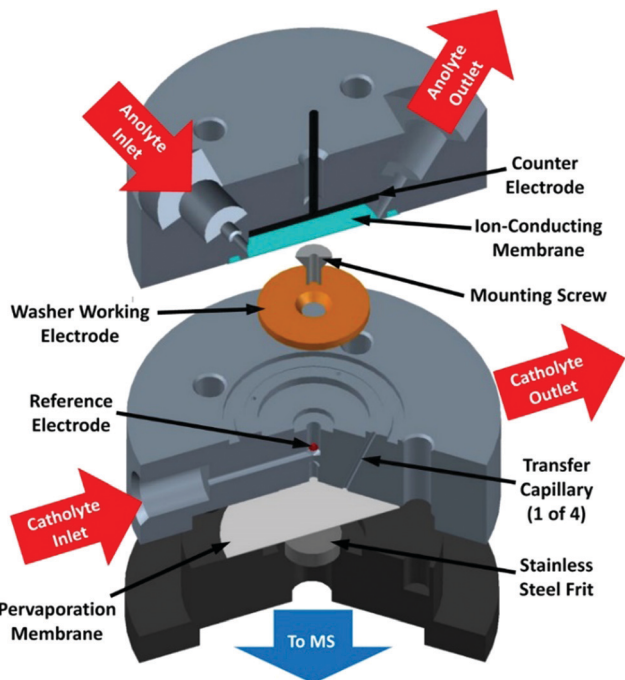 Anolyte
Inlet
Anolyte
Outlet
Counter
Electrode
Ion-Conducting
Membrane
Mounting Screw
Washer Working
Electrode
Catholyte
Outlet
Reference
Electrode
Transfer
Capillary
(1 of 4)
Catholyte
Inlet
Stainless
Steel Frit
Pervaporation
Membrane
To MS